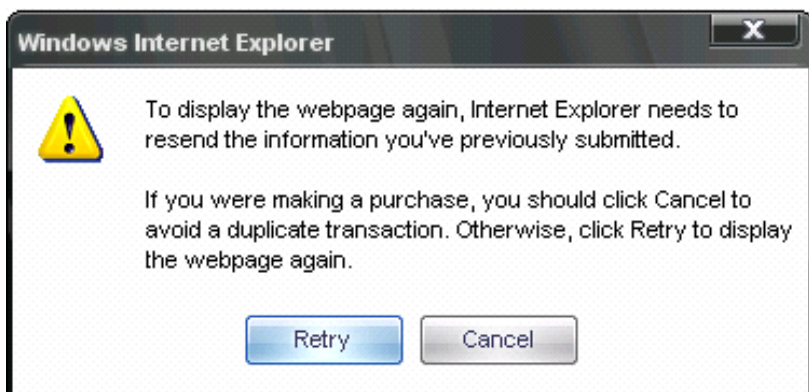 Windows Internet Explorer
X
To display the webpage again, Internet Explorer needs to
resend the information you've previously submitted.
If you were making a purchase, you should click Cancel to
avoid a duplicate transaction. Otherwise, click Retry to display
the webpage again.
Retry
Cancel